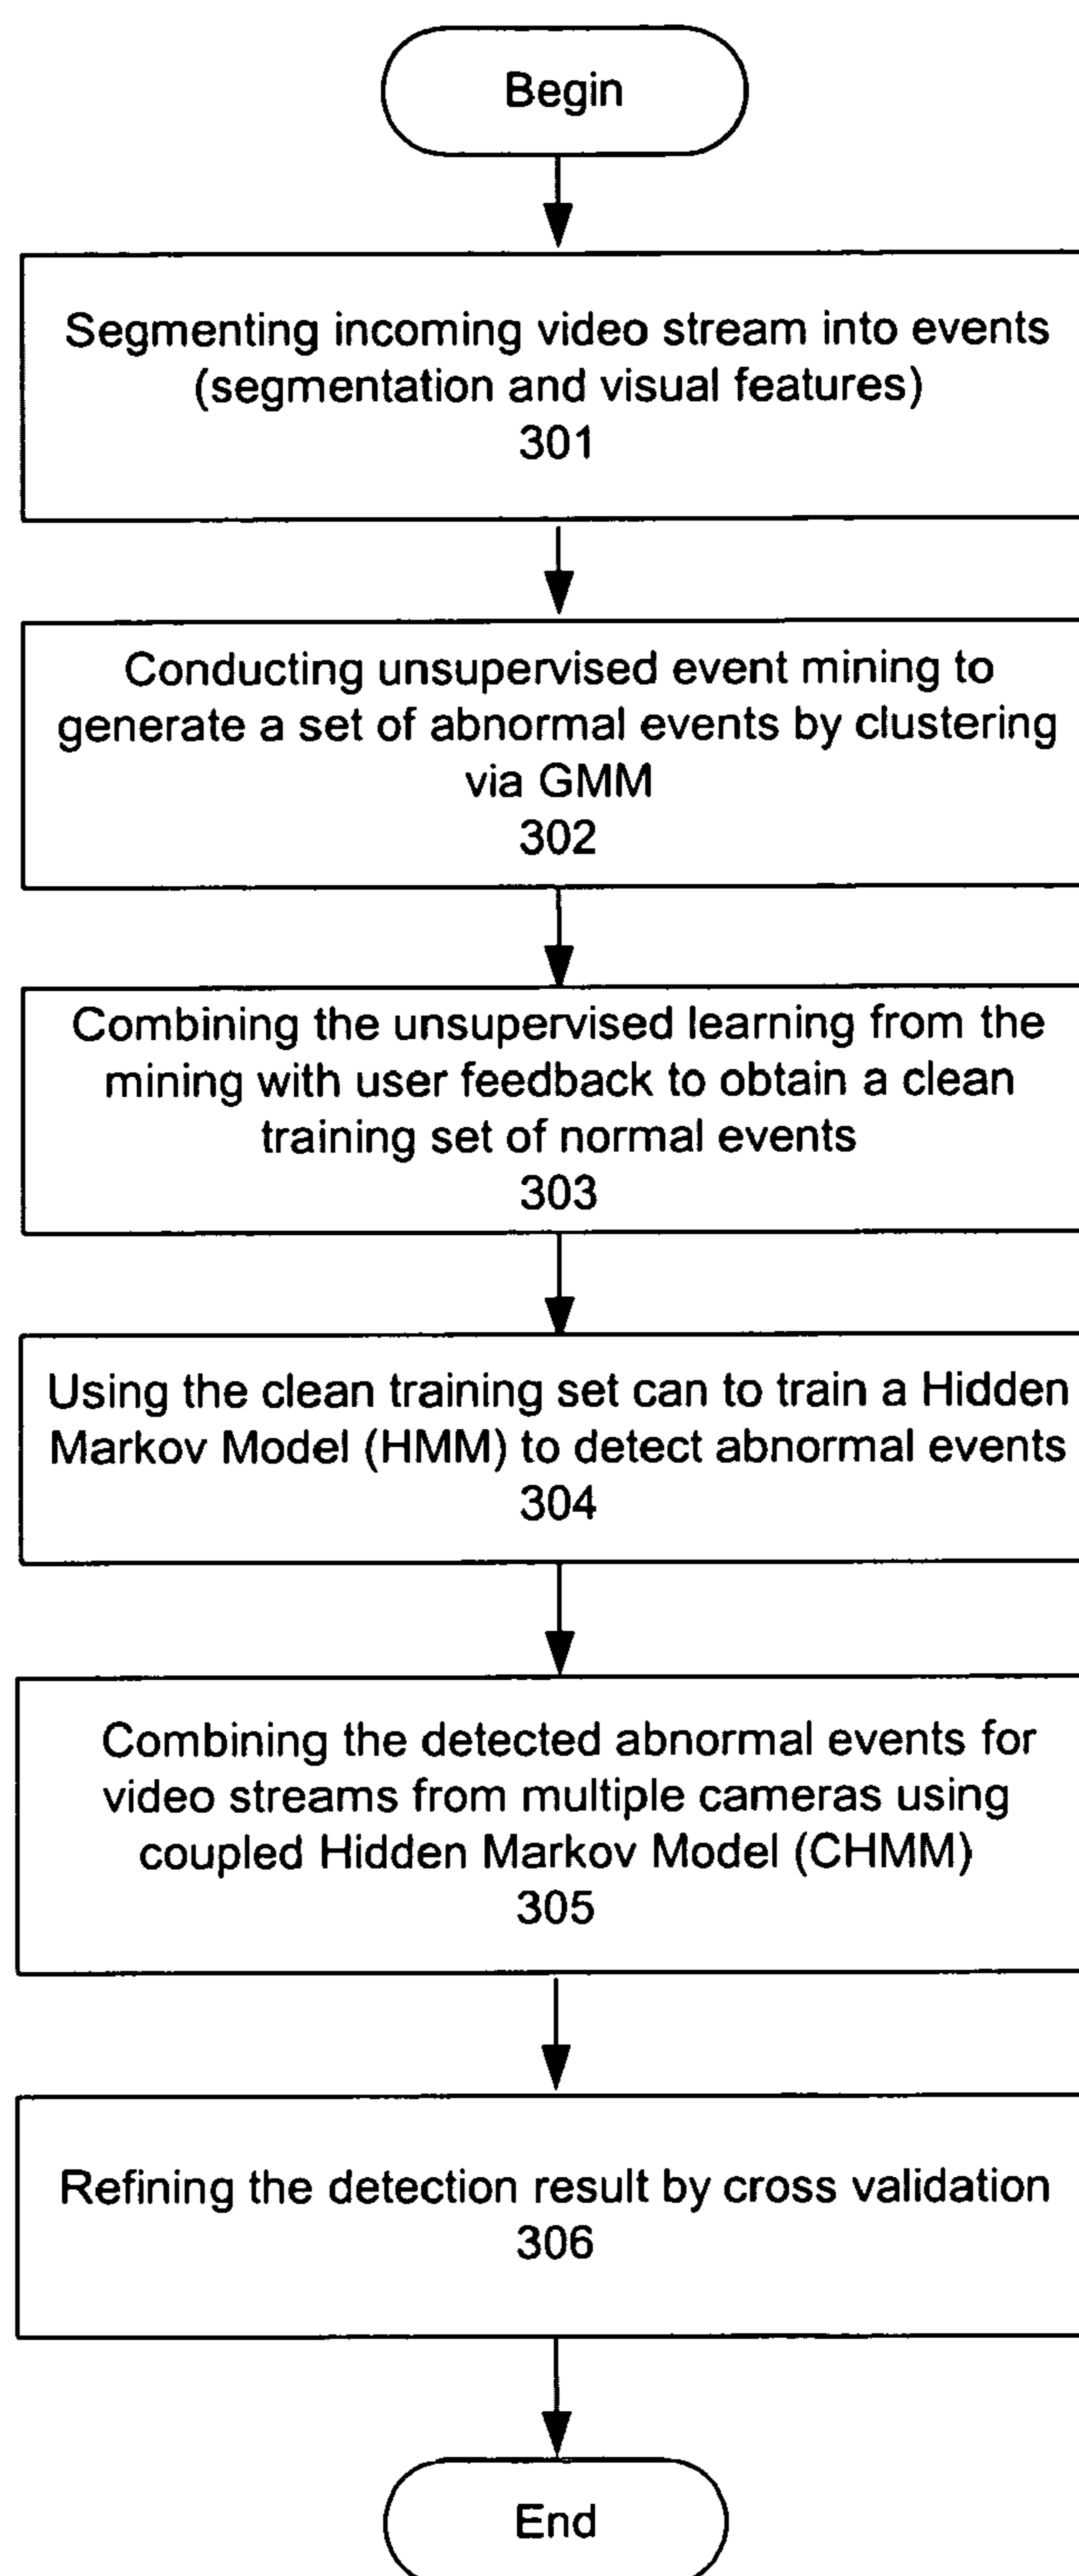 Begin
Segmenting incoming video stream into events
(segmentation and visual features)
301
Conducting unsupervised event mining to
generate a set of abnormal events by clustering
via GMM
302
Combining the unsupervised learning from the
mining with user feedback to obtain a clean
training set of normal events
303
Using the clean training set can to train a Hidden
Markov Model (HMM) to detect abnormal events
304
Combining the detected abnormal events for
video streams from multiple cameras using
coupled Hidden Markov Model (CHMM)
305
Refining the detection result by cross validation
306
End